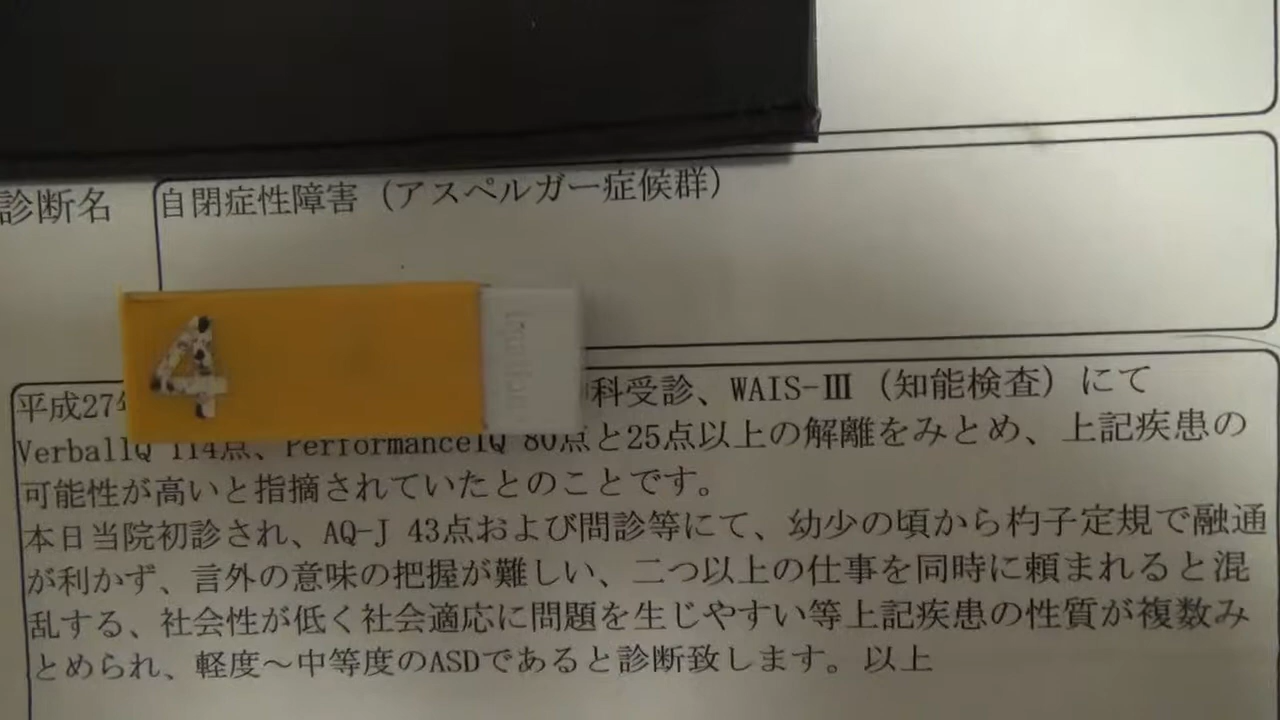 診断名
自閉症性障害（アスペルガー症候群）
4
平成27 科受診、WAIS-Ⅲ（知能検査）にて
VerbalIQ 114点、PerformanceIQ 80点と25点以上の解離をみとめ、上記疾患の
可能性が高いと指摘されていたとのことです。
本日当院初診され、AQ-J 43点および問診等にて、幼少の頃から杓子定規で融通
が利かず、言外の意味の把握が難しい、二つ以上の仕事を同時に頼まれると混
乱する、社会性が低く社会適応に問題を生じやすい等上記疾患の性質が複数み
とめられ、軽度～中等度のASDであると診断致します。以上